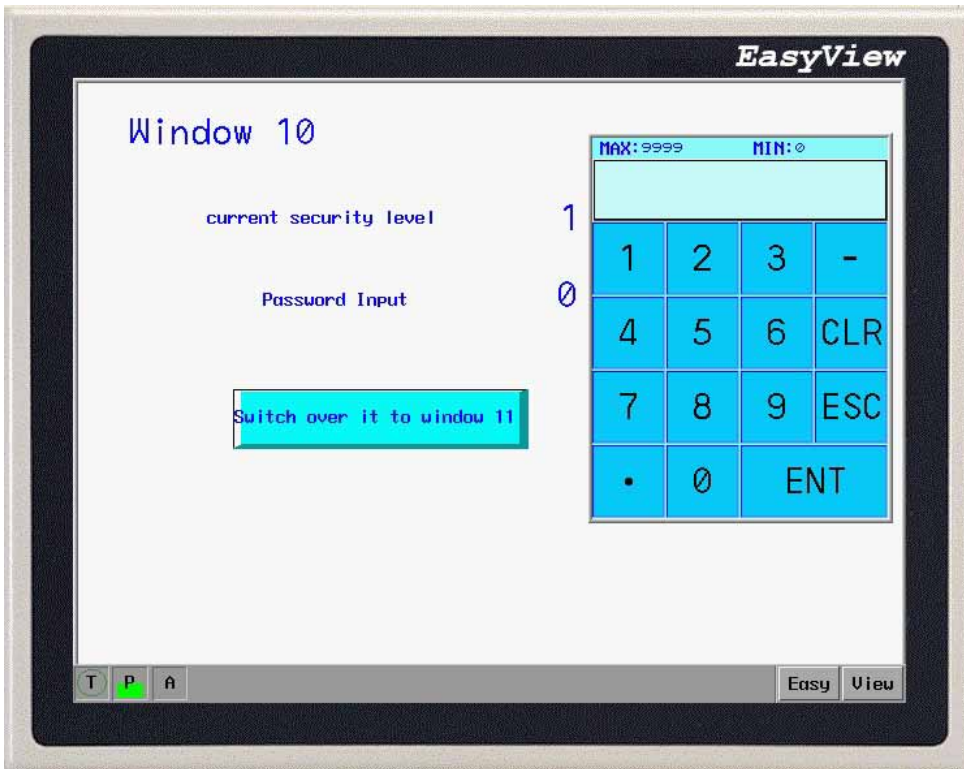 EasyView
Window 10
current security level 1
Password Input 0
Switch over it to window 11
MAX:9999 MIN:0
1 2 3 -
4 5 6 CLR
7 8 9 ESC
. 0 ENT
T P A Easy View